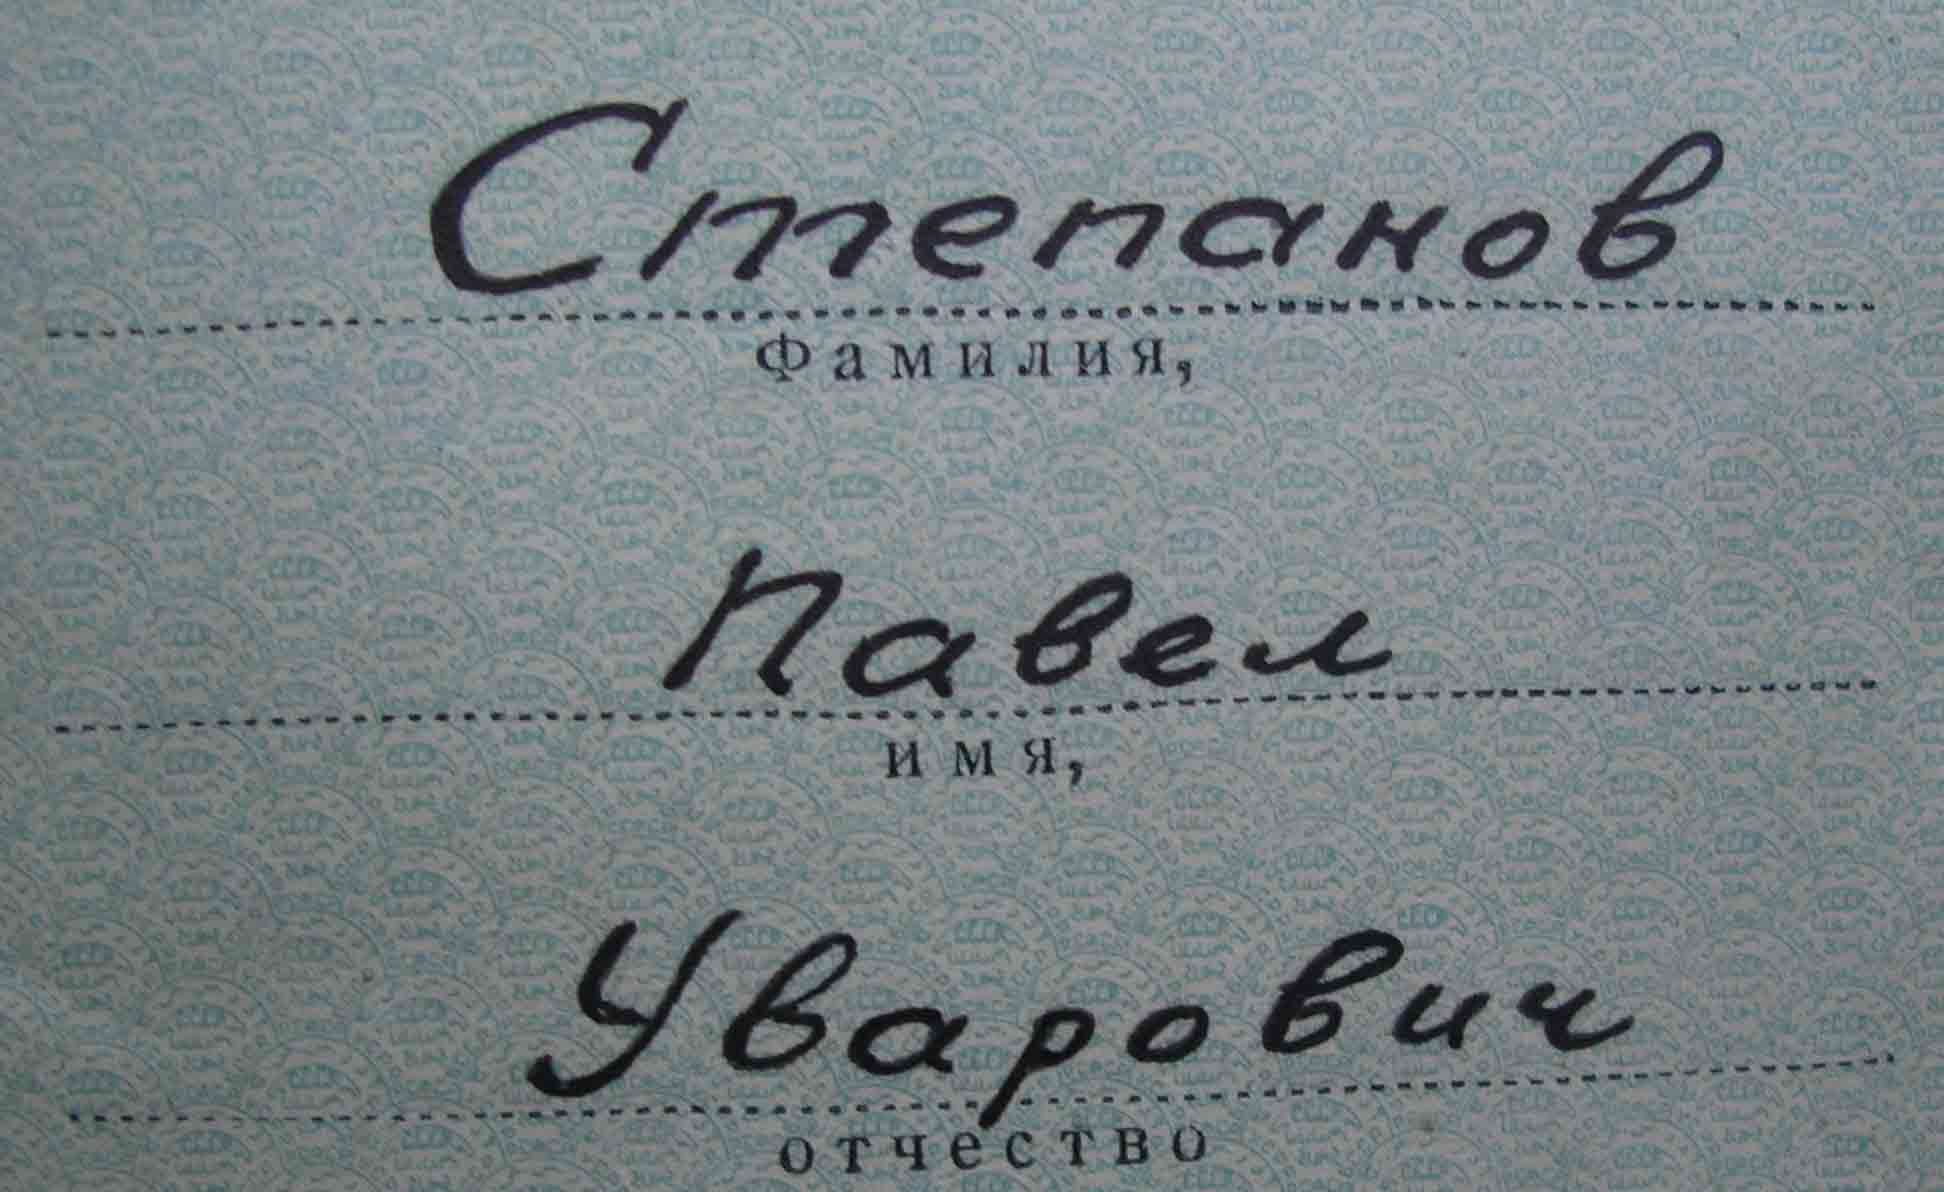 Степанов
Фамилия,
Павел
имя,
Уварович
отчество